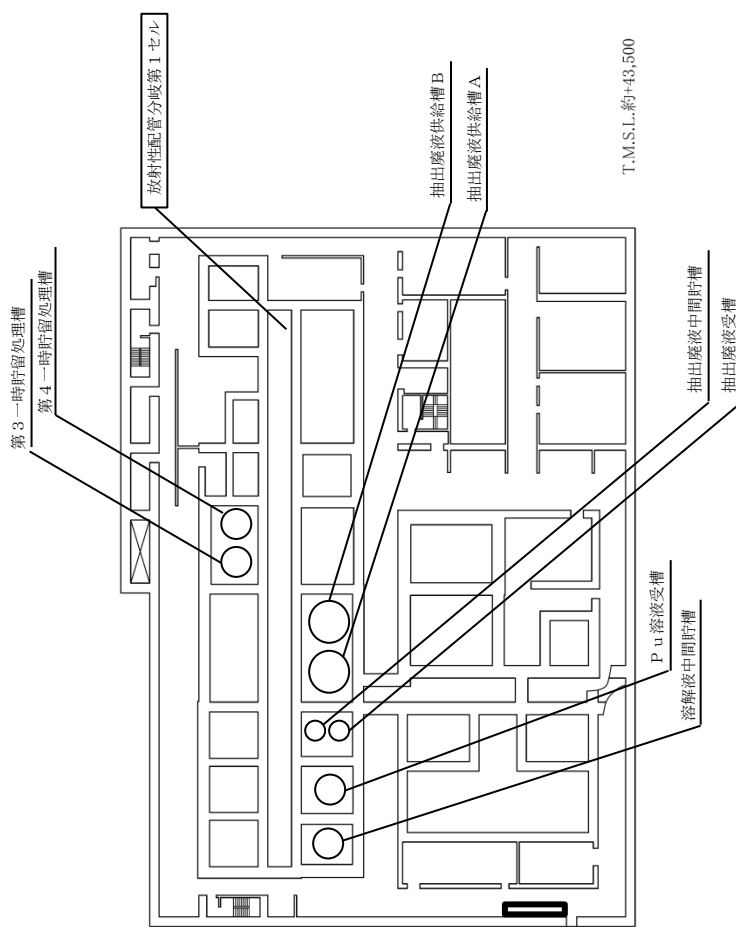 第3一時貯留処理槽
第4一時貯留処理槽
放射性配管分岐第1セル
抽出廃液供給槽B
抽出廃液供給槽A
T.M.S.L.約+43,500
抽出廃液中間貯槽
抽出廃液受槽
Pu溶液受槽
溶解液中間貯槽